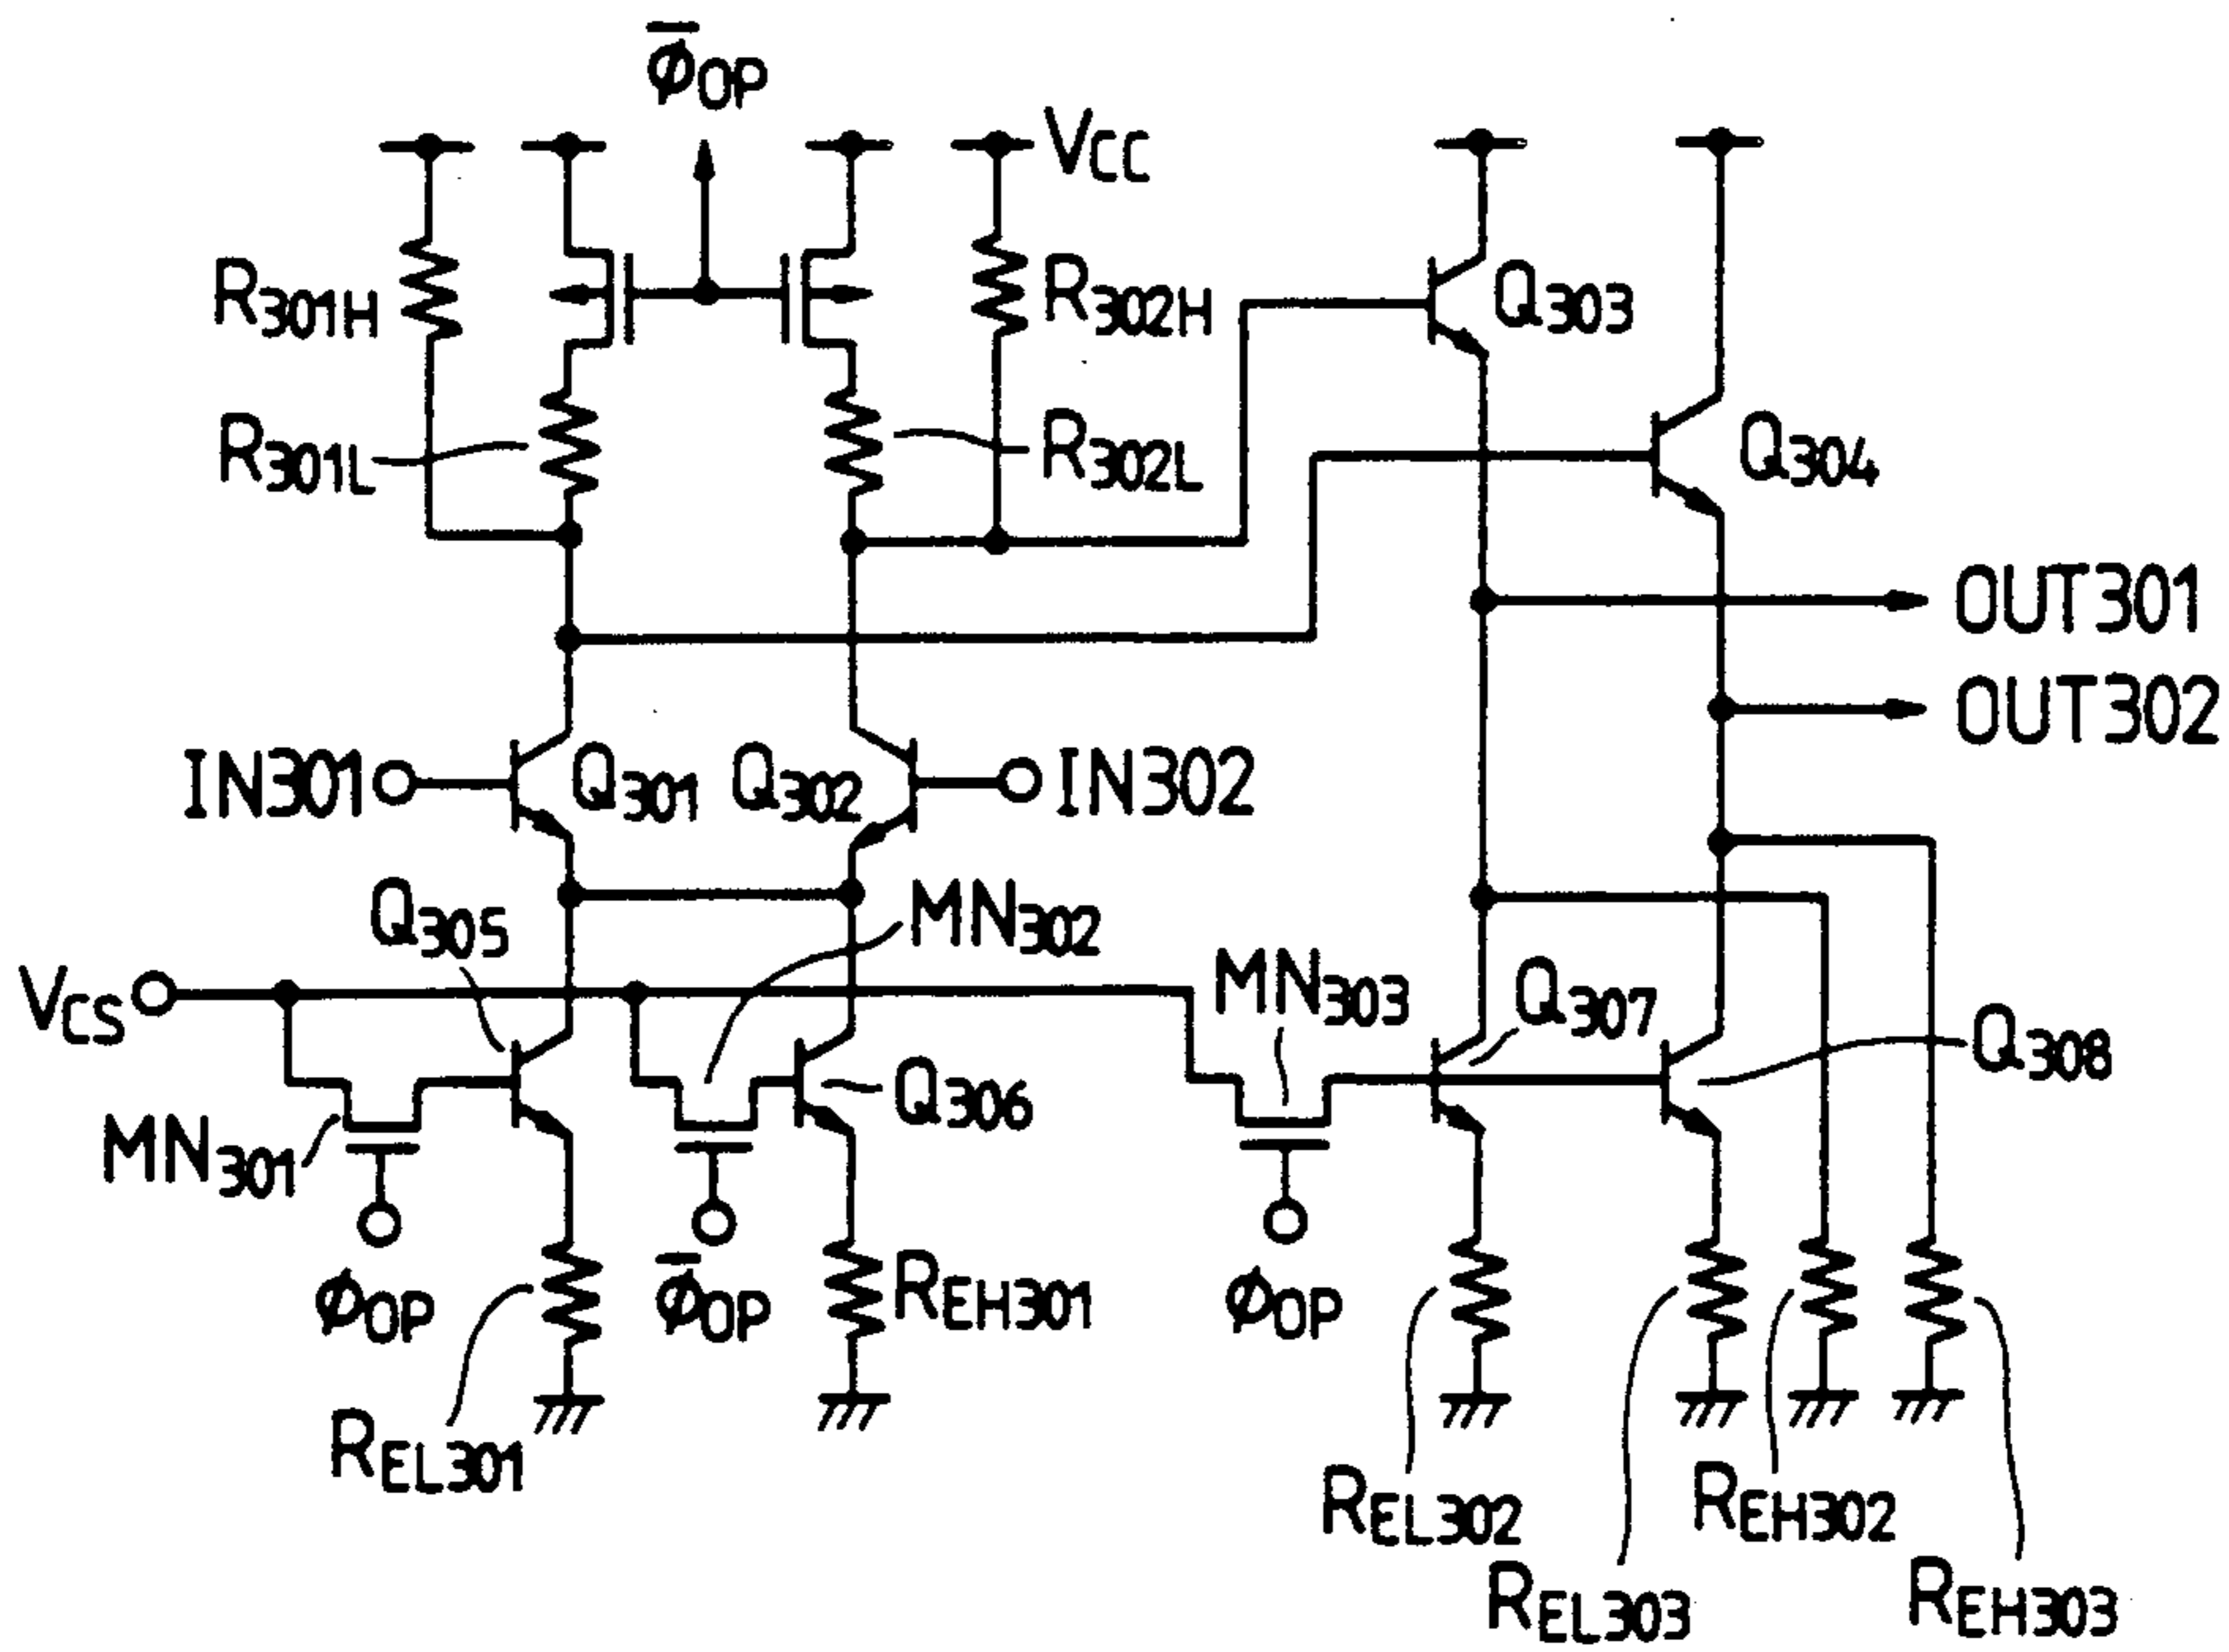 φ̅OP
VCC
R301H
R302H
Q303
R301L
R302L
Q304
OUT301
OUT302
IN301
Q301
Q302
IN302
Q305
MN302
VCS
MN303
Q307
Q308
Q306
MN301
φOP
φ̅OP
REH301
φOP
REL301
REL302
REH302
REL303
REH303